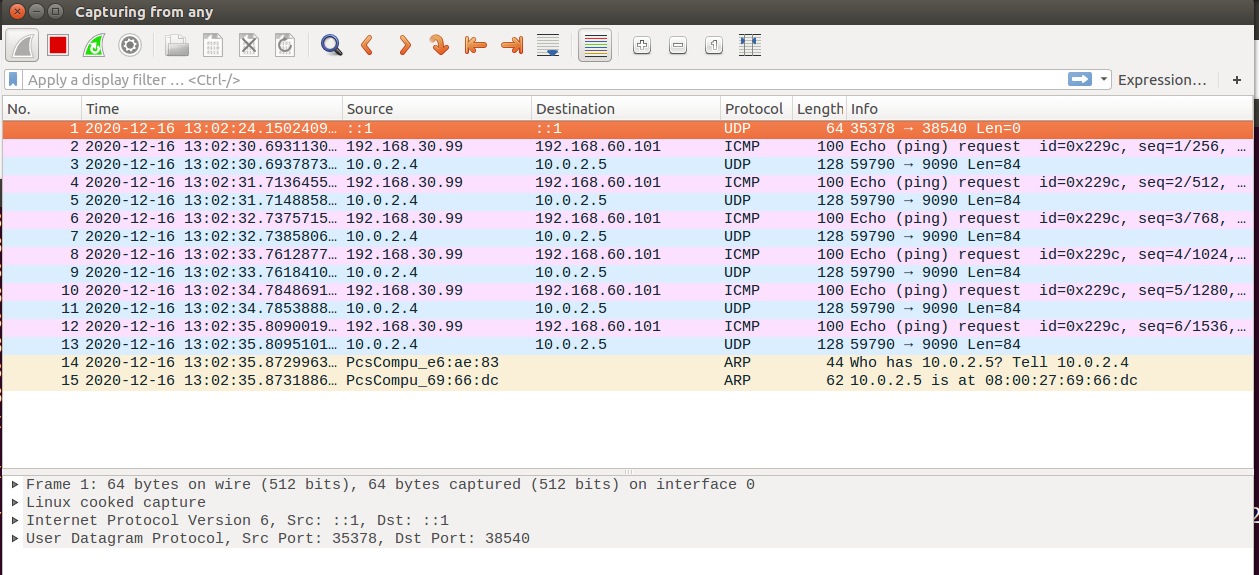 Capturing from any
Apply a display filter … <Ctrl-/> Expression… +
No. Time Source Destination Protocol Length Info
1 2020-12-16 13:02:24.1502409… ::1 ::1 UDP 64 35378 → 38540 Len=0
2 2020-12-16 13:02:30.6931130… 192.168.30.99 192.168.60.101 ICMP 100 Echo (ping) request id=0x229c, seq=1/256, …
3 2020-12-16 13:02:30.6937873… 10.0.2.4 10.0.2.5 UDP 128 59790 → 9090 Len=84
4 2020-12-16 13:02:31.7136455… 192.168.30.99 192.168.60.101 ICMP 100 Echo (ping) request id=0x229c, seq=2/512, …
5 2020-12-16 13:02:31.7148858… 10.0.2.4 10.0.2.5 UDP 128 59790 → 9090 Len=84
6 2020-12-16 13:02:32.7375715… 192.168.30.99 192.168.60.101 ICMP 100 Echo (ping) request id=0x229c, seq=3/768, …
7 2020-12-16 13:02:32.7385806… 10.0.2.4 10.0.2.5 UDP 128 59790 → 9090 Len=84
8 2020-12-16 13:02:33.7612877… 192.168.30.99 192.168.60.101 ICMP 100 Echo (ping) request id=0x229c, seq=4/1024,…
9 2020-12-16 13:02:33.7618410… 10.0.2.4 10.0.2.5 UDP 128 59790 → 9090 Len=84
10 2020-12-16 13:02:34.7848691… 192.168.30.99 192.168.60.101 ICMP 100 Echo (ping) request id=0x229c, seq=5/1280,…
11 2020-12-16 13:02:34.7853888… 10.0.2.4 10.0.2.5 UDP 128 59790 → 9090 Len=84
12 2020-12-16 13:02:35.8090019… 192.168.30.99 192.168.60.101 ICMP 100 Echo (ping) request id=0x229c, seq=6/1536,…
13 2020-12-16 13:02:35.8095101… 10.0.2.4 10.0.2.5 UDP 128 59790 → 9090 Len=84
14 2020-12-16 13:02:35.8729963… PcsCompu_e6:ae:83 ARP 44 Who has 10.0.2.5? Tell 10.0.2.4
15 2020-12-16 13:02:35.8731886… PcsCompu_69:66:dc ARP 62 10.0.2.5 is at 08:00:27:69:66:dc
Frame 1: 64 bytes on wire (512 bits), 64 bytes captured (512 bits) on interface 0
Linux cooked capture
Internet Protocol Version 6, Src: ::1, Dst: ::1
User Datagram Protocol, Src Port: 35378, Dst Port: 38540